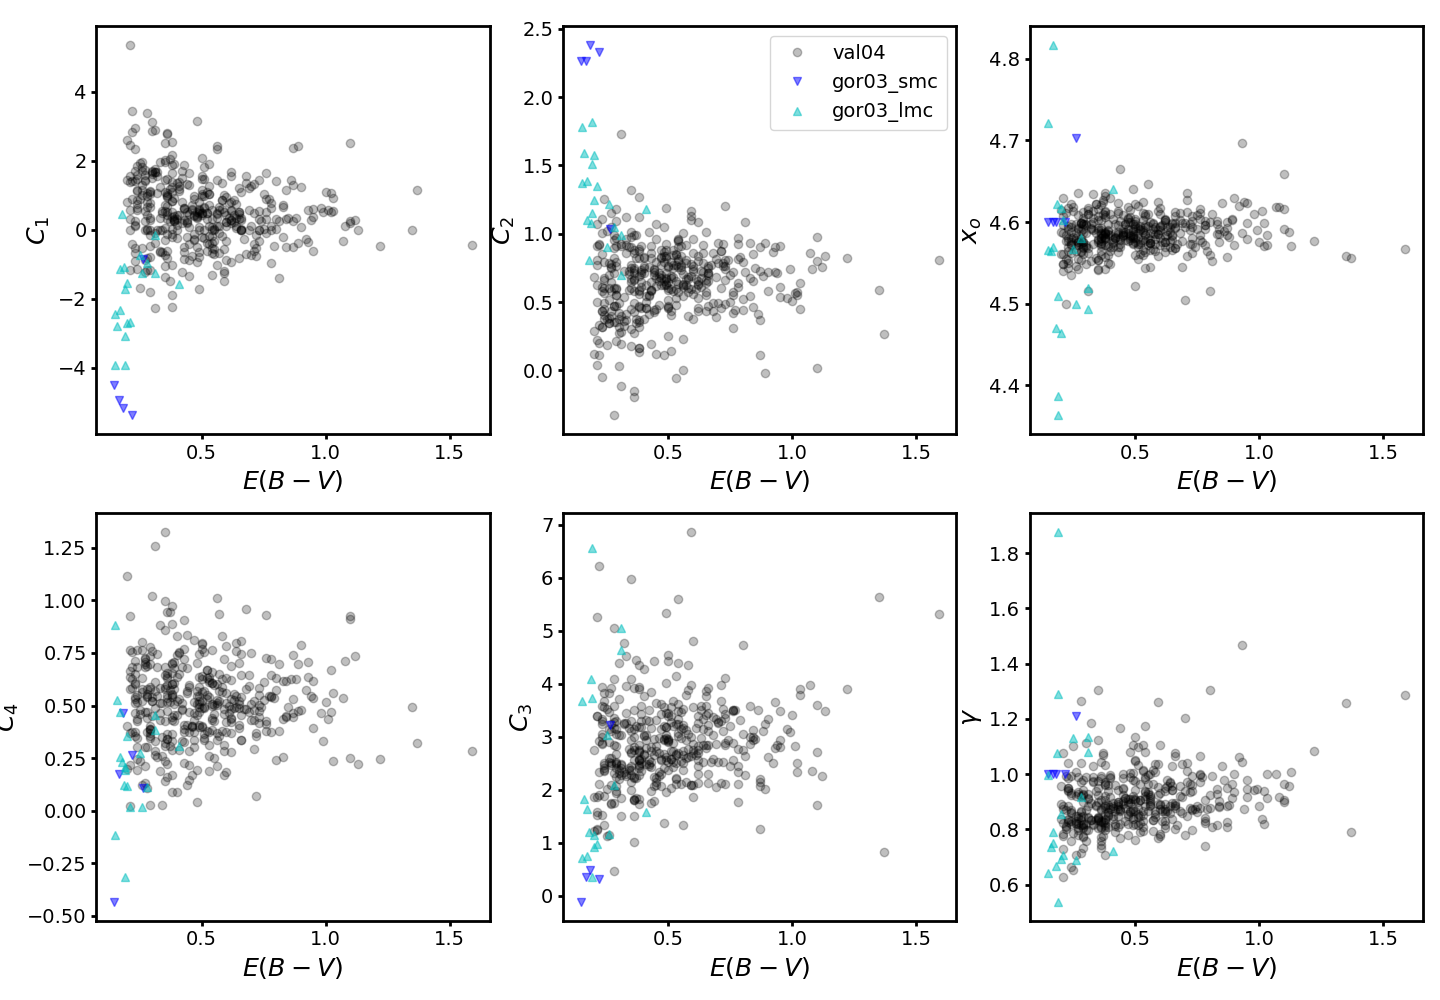 4
2
0
−2
−4
C1
0.5 1.0 1.5
E(B − V)
2.5
2.0
1.5
1.0
0.5
0.0
C2
val04
gor03_smc
gor03_lmc
0.5 1.0 1.5
E(B − V)
4.8
4.7
4.6
4.5
4.4
xo
0.5 1.0 1.5
E(B − V)
1.25
1.00
0.75
0.50
0.25
0.00
−0.25
−0.50
C4
0.5 1.0 1.5
E(B − V)
7
6
5
4
3
2
1
0
C3
0.5 1.0 1.5
E(B − V)
1.8
1.6
1.4
1.2
1.0
0.8
0.6
γ
0.5 1.0 1.5
E(B − V)